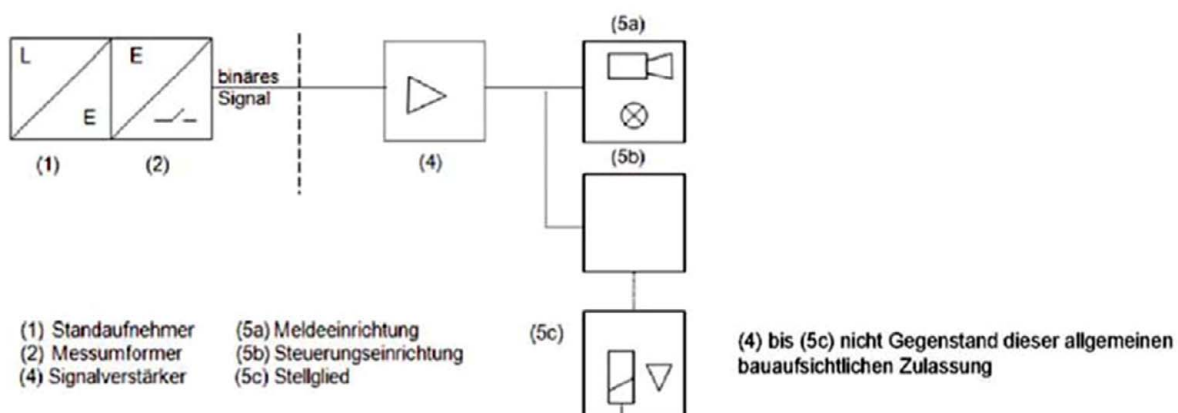 (5a)
L
E
E
binäres
Signal
(1)
(2)
(4)
(5b)
(1) Standaufnehmer
(2) Messumformer
(4) Signalverstärker
(5a) Meldeeinrichtung
(5b) Steuerungseinrichtung
(5c) Stellglied
(5c)
(4) bis (5c) nicht Gegenstand dieser allgemeinen
bauaufsichtlichen Zulassung